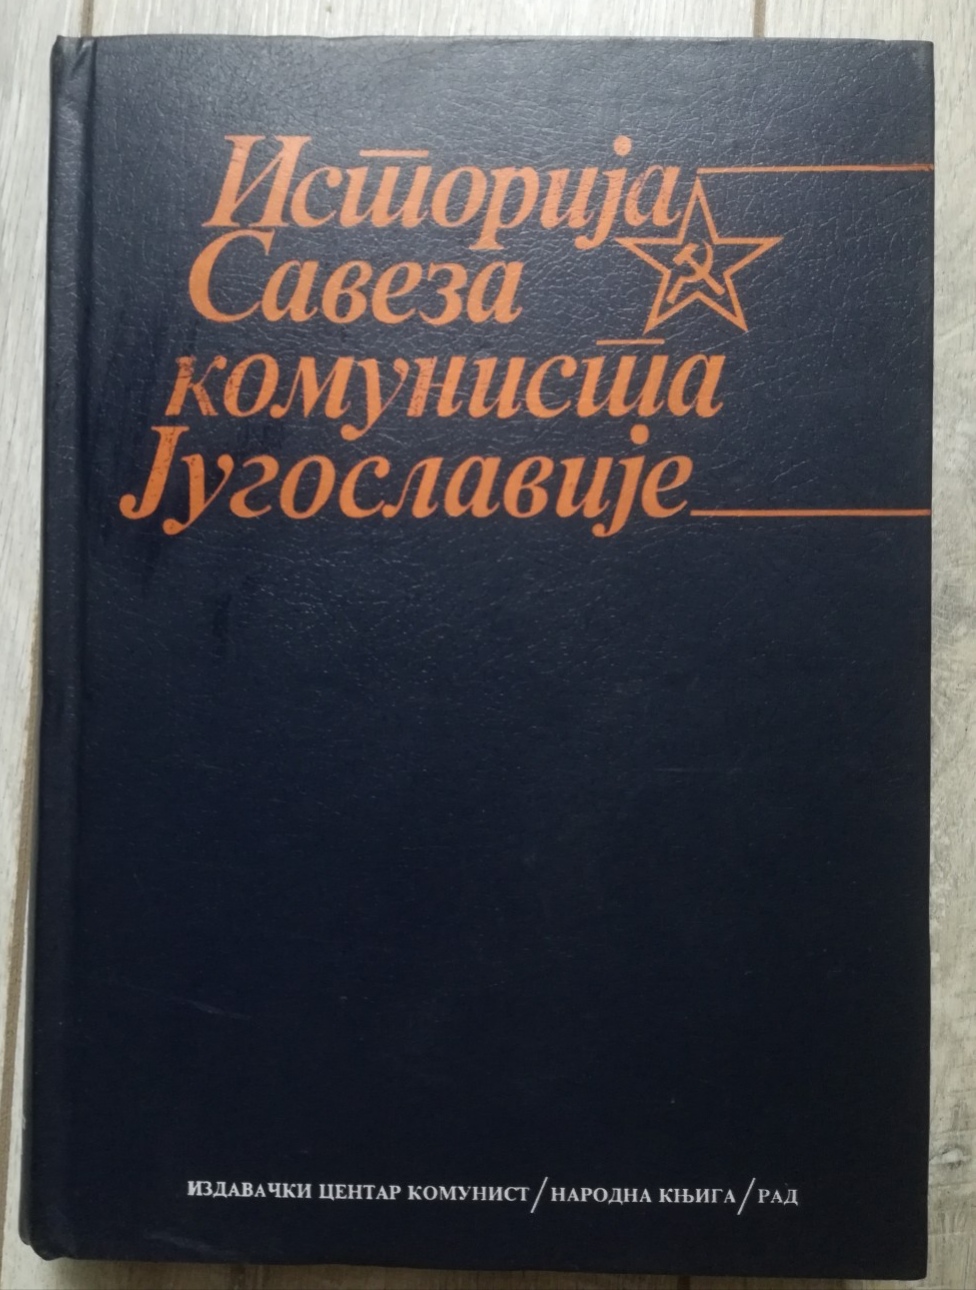 Историја
Савеза
комуниста
Југославије
ИЗДАВАЧКИ ЦЕНТАР КОМУНИСТ/НАРОДНА КЊИГА/РАД